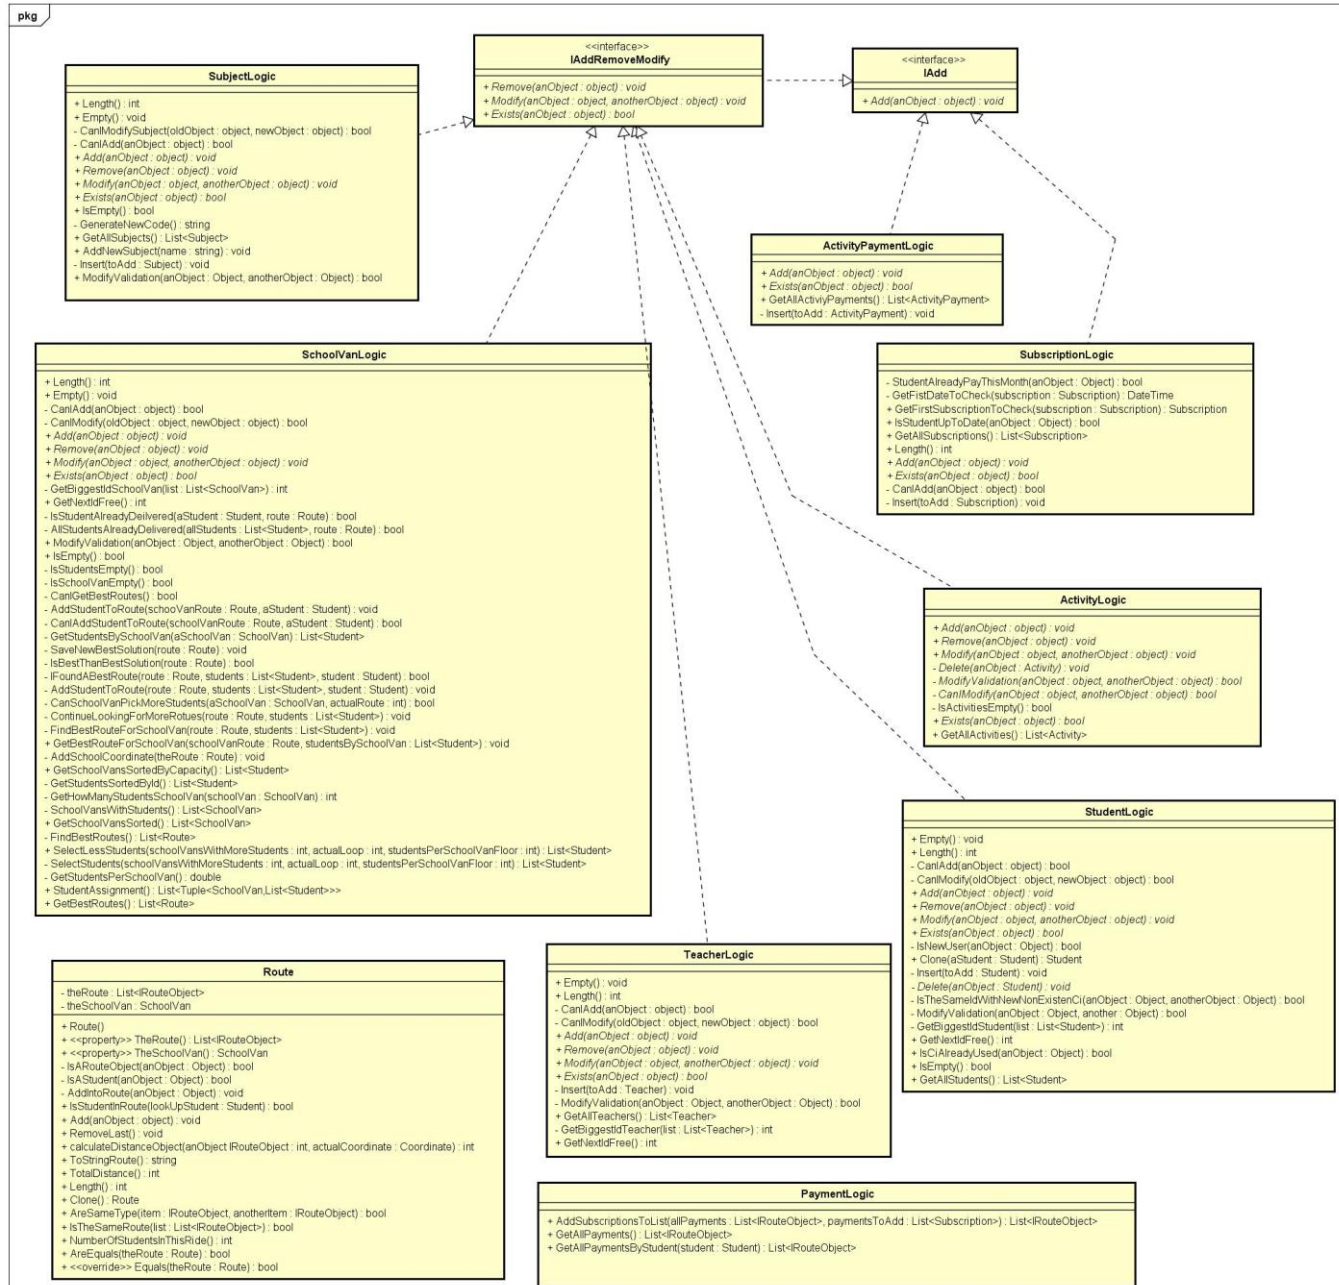 pkg
<<interface>>
IAddRemoveModify
+ Remove(anObject : object) : void
+ Modify(anObject : object, anotherObject : object) : void
+ Exists(anObject : object) : bool
<<interface>>
IAdd
+ Add(anObject : object) : void
SubjectLogic
+ Length() : int
+ Empty() : void
- CanIModifySubject(oldObject : object, newObject : object) : bool
- CanIAdd(anObject : object) : bool
+ Add(anObject : object) : void
+ Remove(anObject : object) : void
+ Modify(anObject : object, anotherObject : object) : void
+ Exists(anObject : object) : bool
+ IsEmpty() : bool
- GenerateNewCode() : string
+ GetAllSubjects() : List<Subject>
+ AddNewSubject(name : string) : void
- Insert(toAdd : Subject) : void
+ ModifyValidation(anObject : Object, anotherObject : Object) : bool
ActivityPaymentLogic
+ Add(anObject : object) : void
+ Exists(anObject : object) : bool
+ GetAllActiviyPayments() : List<ActivityPayment>
- Insert(toAdd : ActivityPayment) : void
SchoolVanLogic
+ Length() : int
+ Empty() : void
- CanIAdd(anObject : object) : bool
- CanIModify(oldObject : object, newObject : object) : bool
+ Add(anObject : object) : void
+ Remove(anObject : object) : void
+ Modify(anObject : object, anotherObject : object) : void
+ Exists(anObject : object) : bool
- GetBiggestIdSchoolVan(list : List<SchoolVan>) : int
+ GetNextIdFree() : int
- IsStudentAlreadyDeilvered(aStudent : Student, route : Route) : bool
- AllStudentsAlreadyDelivered(allStudents : List<Student>, route : Route) : bool
+ ModifyValidation(anObject : Object, anotherObject : Object) : bool
+ IsEmpty() : bool
- IsStudentsEmpty() : bool
- IsSchoolVanEmpty() : bool
- CanIGetBestRoutes() : bool
- AddStudentToRoute(schooVanRoute : Route, aStudent : Student) : void
- CanIAddStudentToRoute(schoolVanRoute : Route, aStudent : Student) : bool
- GetStudentsBySchoolVan(aSchoolVan : SchoolVan) : List<Student>
- SaveNewBestSolution(route : Route) : void
- IsBestThanBestSolution(route : Route) : bool
- IFoundABestRoute(route : Route, students : List<Student>, student : Student) : bool
- AddStudentToRoute(route : Route, students : List<Student>, student : Student) : void
- CanSchoolVanPickMoreStudents(aSchoolVan : SchoolVan, actualRoute : int) : bool
- ContinueLookingForMoreRotues(route : Route, students : List<Student>) : void
- FindBestRouteForSchoolVan(route : Route, students : List<Student>) : void
+ GetBestRouteForSchoolVan(schoolVanRoute : Route, studentsBySchoolVan : List<Student>) : void
- AddSchoolCoordinate(theRoute : Route) : void
+ GetSchoolVansSortedByCapacity() : List<Student>
- GetStudentsSortedById() : List<Student>
- GetHowManyStudentsSchoolVan(schoolVan : SchoolVan) : int
- SchoolVansWithStudents() : List<SchoolVan>
+ GetSchoolVansSorted() : List<SchoolVan>
- FindBestRoutes() : List<Route>
+ SelectLessStudents(schoolVansWithMoreStudents : int, actualLoop : int, studentsPerSchoolVanFloor : int) : List<Student>
- SelectStudents(schoolVansWithMoreStudents : int, actualLoop : int, studentsPerSchoolVanFloor : int) : List<Student>
- GetStudentsPerSchoolVan() : double
+ StudentAssignment() : List<Tuple<SchoolVan,List<Student>>>
+ GetBestRoutes() : List<Route>
SubscriptionLogic
- StudentAlreadyPayThisMonth(anObject : Object) : bool
- GetFistDateToCheck(subscription : Subscription) : DateTime
+ GetFirstSubscriptionToCheck(subscription : Subscription) : Subscription
+ IsStudentUpToDate(anObject : Object) : bool
+ GetAllSubscriptions() : List<Subscription>
+ Length() : int
+ Add(anObject : object) : void
+ Exists(anObject : object) : bool
- CanIAdd(anObject : object) : bool
- Insert(toAdd : Subscription) : void
ActivityLogic
+ Add(anObject : object) : void
+ Remove(anObject : object) : void
+ Modify(anObject : object, anotherObject : object) : void
- Delete(anObject : Activity) : void
- ModifyValidation(anObject : object, anotherObject : object) : bool
- CanIModify(anObject : object, anotherObject : object) : bool
- IsActivitiesEmpty() : bool
+ Exists(anObject : object) : bool
+ GetAllActivities() : List<Activity>
StudentLogic
+ Empty() : void
+ Length() : int
- CanIAdd(anObject : object) : bool
- CanIModify(oldObject : object, newObject : object) : bool
+ Add(anObject : object) : void
+ Remove(anObject : object) : void
+ Modify(anObject : object, anotherObject : object) : void
+ Exists(anObject : object) : bool
- IsNewUser(anObject : Object) : bool
+ Clone(aStudent : Student) : Student
- Insert(toAdd : Student) : void
- Delete(anObject : Student) : void
- IsTheSameIdWithNewNonExistenCi(anObject : Object, anotherObject : Object) : bool
- ModifyValidation(anObject : Object, another : Object) : bool
- GetBiggestIdStudent(list : List<Student>) : int
+ GetNextIdFree() : int
+ IsCiAlreadyUsed(anObject : Object) : bool
+ IsEmpty() : bool
+ GetAllStudents() : List<Student>
TeacherLogic
+ Empty() : void
+ Length() : int
- CanIAdd(anObject : object) : bool
- CanIModify(oldObject : object, newObject : object) : bool
+ Add(anObject : object) : void
+ Remove(anObject : object) : void
+ Modify(anObject : object, anotherObject : object) : void
+ Exists(anObject : object) : bool
- Insert(toAdd : Teacher) : void
- ModifyValidation(anObject : Object, anotherObject : Object) : bool
+ GetAllTeachers() : List<Teacher>
- GetBiggestIdTeacher(list : List<Teacher>) : int
+ GetNextIdFree() : int
Route
- theRoute : List<IRouteObject>
- theSchoolVan : SchoolVan
+ Route()
+ <<property>> TheRoute() : List<IRouteObject>
+ <<property>> TheSchoolVan() : SchoolVan
- IsARouteObject(anObject : Object) : bool
- IsAStudent(anObject : Object) : bool
- AddIntoRoute(anObject : Object) : void
+ IsStudentInRoute(lookUpStudent : Student) : bool
+ Add(anObject : object) : void
+ RemoveLast() : void
+ calculateDistanceObject(anObject IRouteObject : int, actualCoordinate : Coordinate) : int
+ ToStringRoute() : string
+ TotalDistance() : int
+ Length() : int
+ Clone() : Route
+ AreSameType(item : IRouteObject, anotherItem : IRouteObject) : bool
+ IsTheSameRoute(list : List<IRouteObject>) : bool
+ NumberOfStudentsInThisRide() : int
+ AreEquals(theRoute : Route) : bool
+ <<override>> Equals(theRoute : Route) : bool
PaymentLogic
+ AddSubscriptionsToList(allPayments : List<IRouteObject>, paymentsToAdd : List<Subscription>) : List<IRouteObject>
+ GetAllPayments() : List<IRouteObject>
+ GetAllPaymentsByStudent(student : Student) : List<IRouteObject>